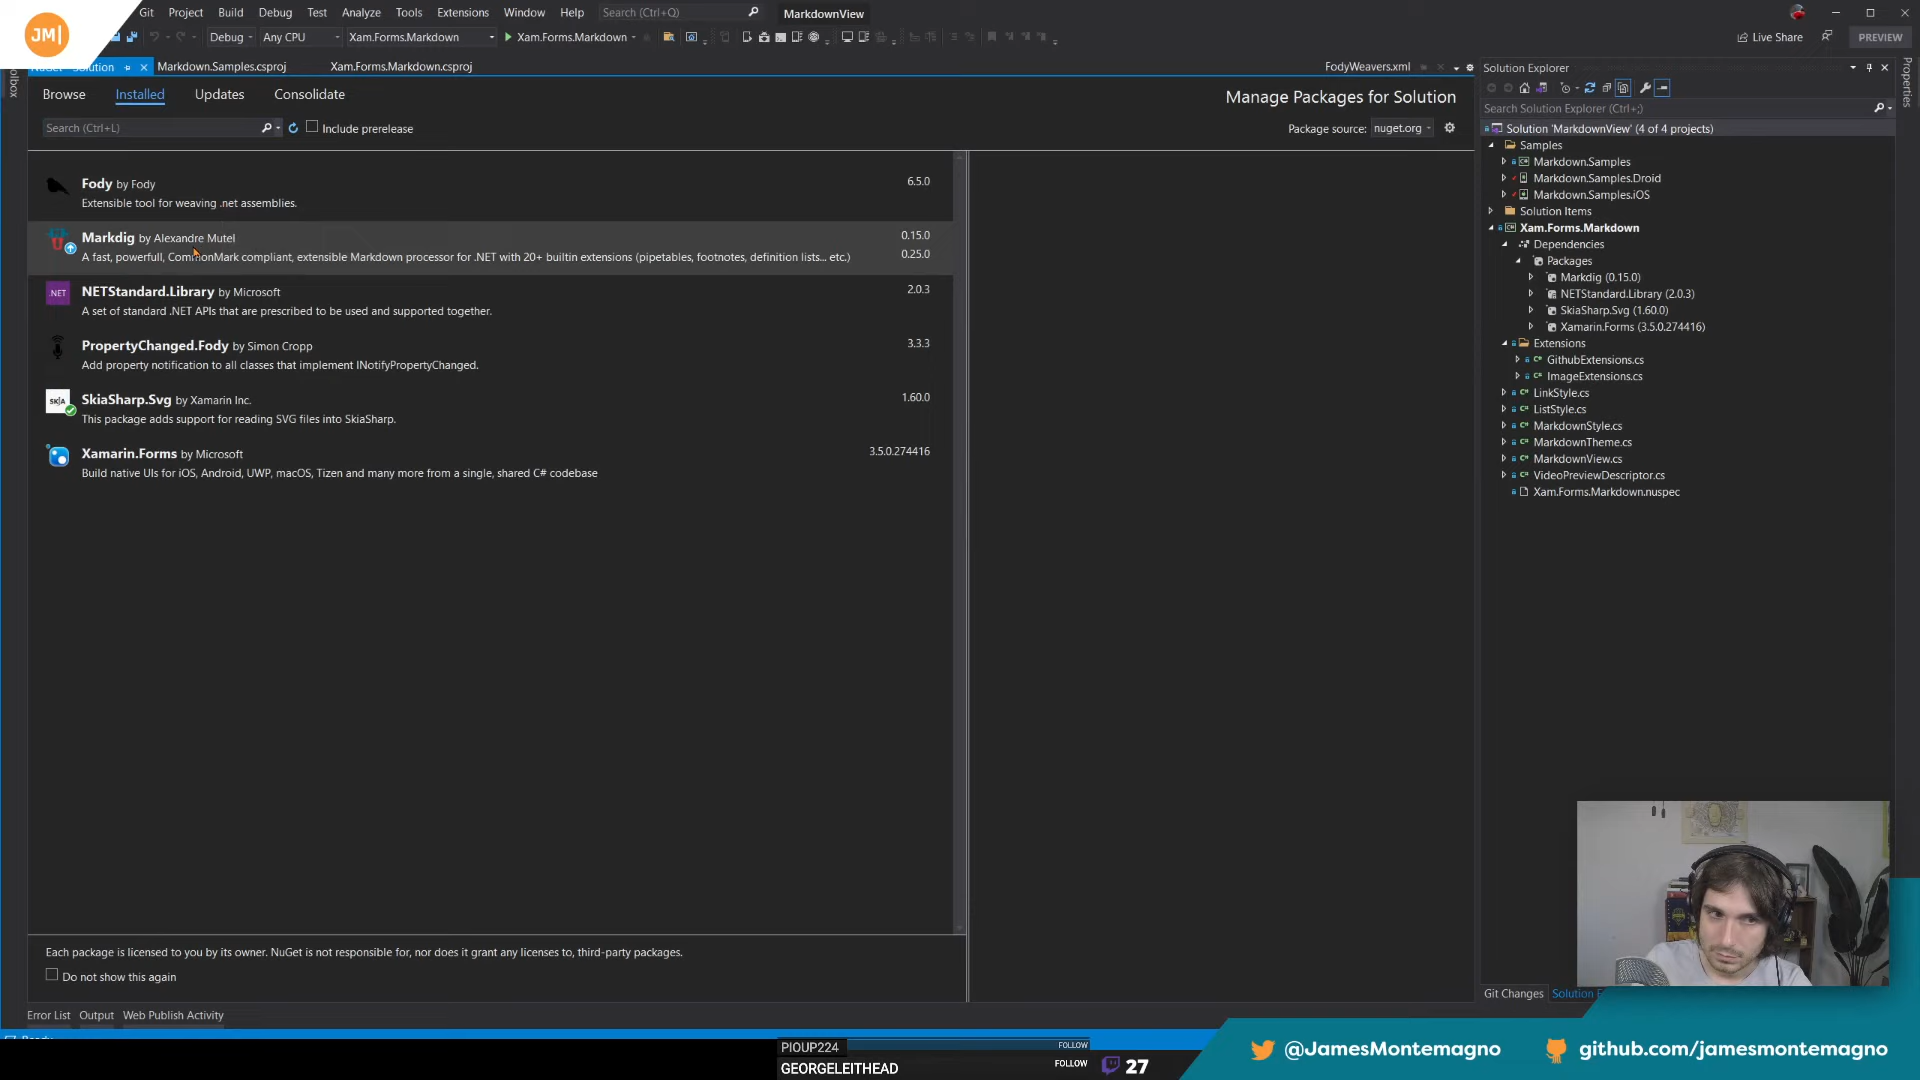 JM|
Git Project Build Debug Test Analyze Tools Extensions Window Help Search (Ctrl+Q) MarkdownView
Debug Any CPU Xam.Forms.Markdown Xam.Forms.Markdown Live Share PREVIEW
Solution Markdown.Samples.csproj Xam.Forms.Markdown.csproj FodyWeavers.xml
Browse Installed Updates Consolidate
Manage Packages for Solution
Search (Ctrl+L) Include prerelease
Package source: nuget.org
Fody by Fody 6.5.0
Extensible tool for weaving .net assemblies.
Markdig by Alexandre Mutel 0.15.0
A fast, powerfull, CommonMark compliant, extensible Markdown processor for .NET with 20+ builtin extensions (pipetables, footnotes, definition lists... etc.) 0.25.0
.NET
NETStandard.Library by Microsoft 2.0.3
A set of standard .NET APIs that are prescribed to be used and supported together.
PropertyChanged.Fody by Simon Cropp 3.3.3
Add property notification to all classes that implement INotifyPropertyChanged.
SkiaSharp.Svg by Xamarin Inc. 1.60.0
This package adds support for reading SVG files into SkiaSharp.
Xamarin.Forms by Microsoft 3.5.0.274416
Build native UIs for iOS, Android, UWP, macOS, Tizen and many more from a single, shared C# codebase
Each package is licensed to you by its owner. NuGet is not responsible for, nor does it grant any licenses to, third-party packages.
Do not show this again
Error List Output Web Publish Activity
Solution Explorer
Search Solution Explorer (Ctrl+;)
Solution 'MarkdownView' (4 of 4 projects)
Samples
Markdown.Samples
Markdown.Samples.Droid
Markdown.Samples.iOS
Solution Items
Xam.Forms.Markdown
Dependencies
Packages
Markdig (0.15.0)
NETStandard.Library (2.0.3)
SkiaSharp.Svg (1.60.0)
Xamarin.Forms (3.5.0.274416)
Extensions
GithubExtensions.cs
ImageExtensions.cs
LinkStyle.cs
ListStyle.cs
MarkdownStyle.cs
MarkdownTheme.cs
MarkdownView.cs
VideoPreviewDescriptor.cs
Xam.Forms.Markdown.nuspec
Properties
Git Changes Solution
PIOUP224 FOLLOW
GEORGELEITHEAD FOLLOW
27
@JamesMontemagno
github.com/jamesmontemagno